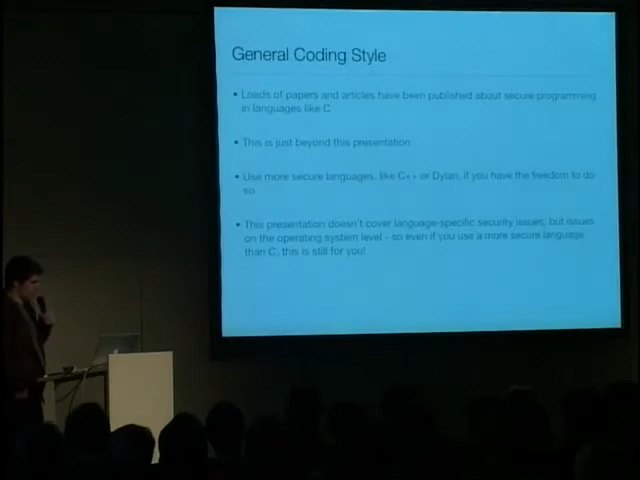 General Coding Style
• Loads of papers and articles have been published about secure programming
in languages like C
• This is just beyond this presentation
• Use more secure languages, like C++ or Dylan, if you have the freedom to do
so
• This presentation doesn't cover language-specific security issues, but issues
on the operating system level - so even if you use a more secure language
than C, this is still for you!